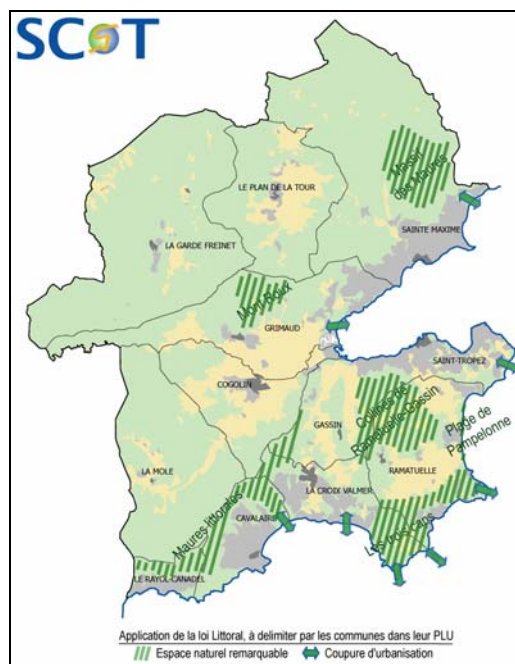 SCOT
Massif
des Maures
LE PLAN DE LA TOUR
SAINTE MAXIME
LA GARDE FREINET
Mont Roux
GRIMAUD
SAINT-TROPEZ
COGOLIN
Collines de
Ramatuelle-Gassin
GASSIN
Plage de
Pampelonne
LA MOLE
RAMATUELLE
LA CROIX VALMER
Maures littorales
CAVALAIRE
Les trois caps
LE RAYOL-CANADEL
Application de la loi Littoral, à délimiter par les communes dans leur PLU
Espace naturel remarquable
Coupure d'urbanisation